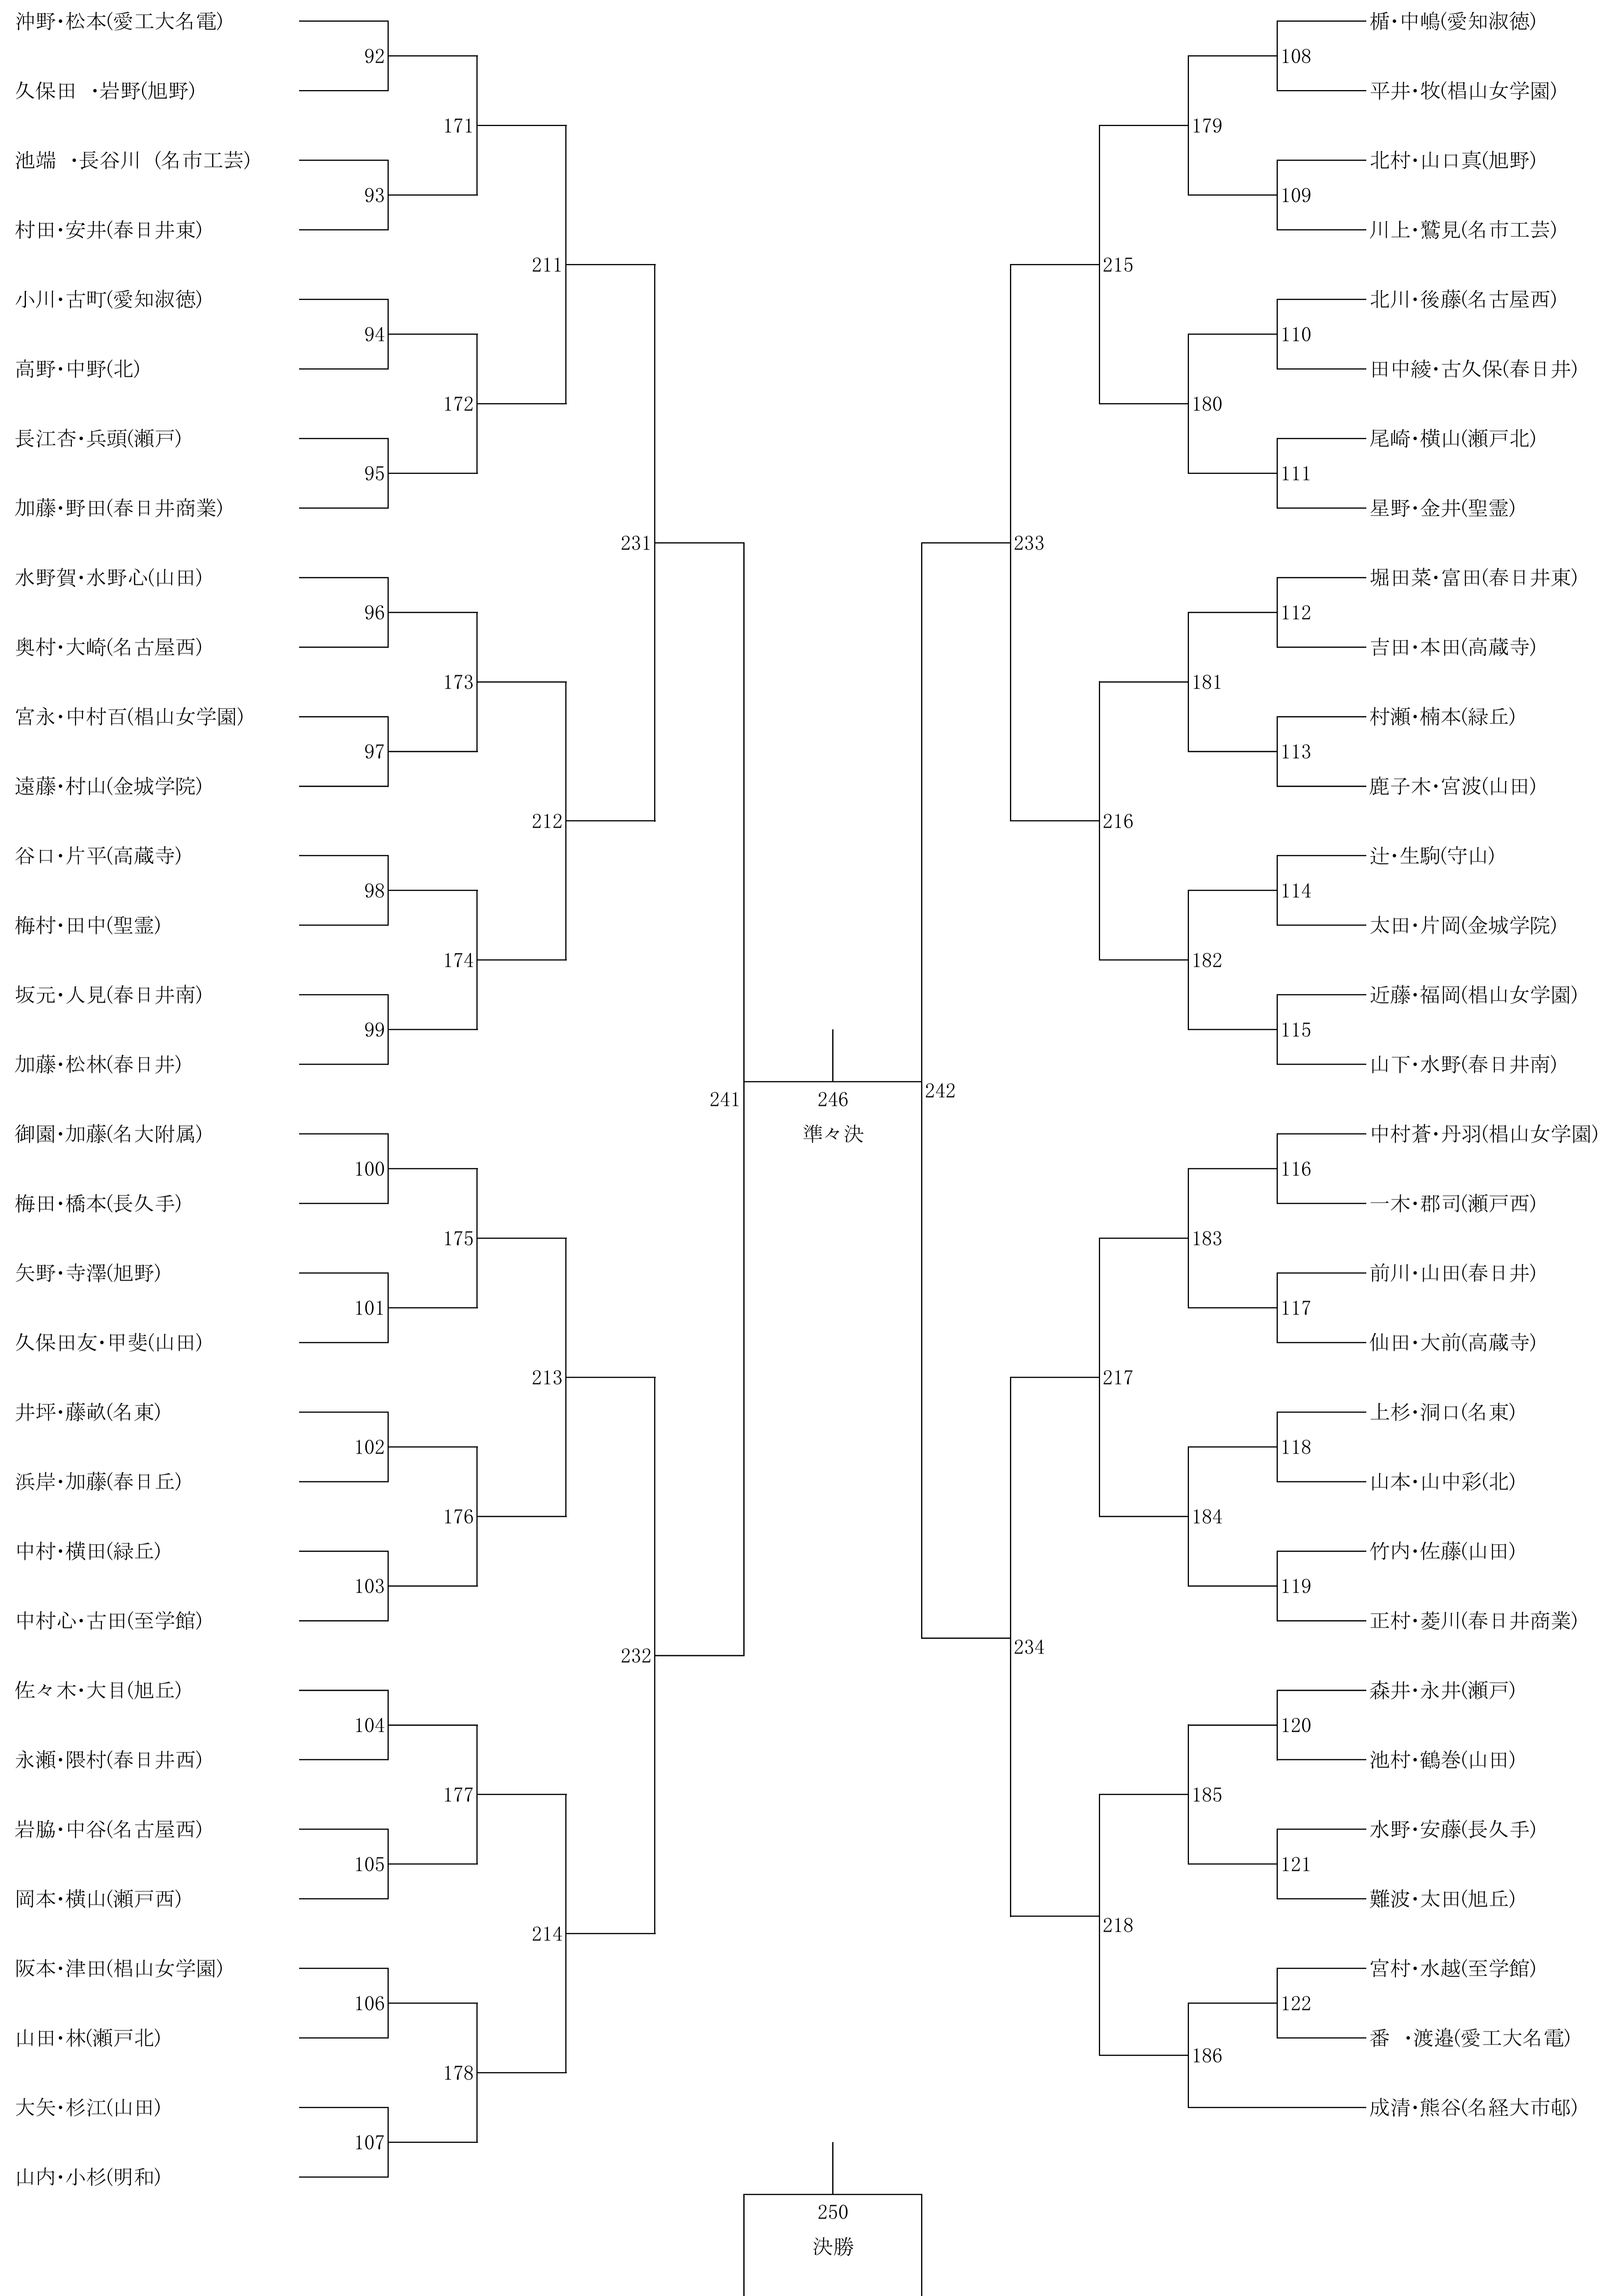 沖野・松本(愛工大名電)
92
久保田　・岩野(旭野)
171
池端　・長谷川　(名市工芸)
93
村田・安井(春日井東)
211
小川・古町(愛知淑徳)
94
高野・中野(北)
172
長江杏・兵頭(瀬戸)
95
加藤・野田(春日井商業)
231
水野賀・水野心(山田)
96
奥村・大崎(名古屋西)
173
宮永・中村百(椙山女学園)
97
遠藤・村山(金城学院)
212
谷口・片平(高蔵寺)
98
梅村・田中(聖霊)
174
坂元・人見(春日井南)
99
加藤・松林(春日井)
241
御園・加藤(名大附属)
100
梅田・橋本(長久手)
175
矢野・寺澤(旭野)
101
久保田友・甲斐(山田)
213
井坪・藤畝(名東)
102
浜岸・加藤(春日丘)
176
中村・横田(緑丘)
103
中村心・古田(至学館)
232
佐々木・大目(旭丘)
104
永瀬・隈村(春日井西)
177
岩脇・中谷(名古屋西)
105
岡本・横山(瀬戸西)
214
阪本・津田(椙山女学園)
106
山田・林(瀬戸北)
178
大矢・杉江(山田)
107
山内・小杉(明和)
246
準々決
250
決勝
楯・中嶋(愛知淑徳)
108
平井・牧(椙山女学園)
179
北村・山口真(旭野)
109
川上・鷲見(名市工芸)
215
北川・後藤(名古屋西)
110
田中綾・古久保(春日井)
180
尾崎・横山(瀬戸北)
111
星野・金井(聖霊)
233
堀田菜・富田(春日井東)
112
吉田・本田(高蔵寺)
181
村瀬・楠本(緑丘)
113
鹿子木・宮波(山田)
216
辻・生駒(守山)
114
太田・片岡(金城学院)
182
近藤・福岡(椙山女学園)
115
山下・水野(春日井南)
242
中村蒼・丹羽(椙山女学園)
116
一木・郡司(瀬戸西)
183
前川・山田(春日井)
117
仙田・大前(高蔵寺)
217
上杉・洞口(名東)
118
山本・山中彩(北)
184
竹内・佐藤(山田)
119
正村・菱川(春日井商業)
234
森井・永井(瀬戸)
120
池村・鶴巻(山田)
185
水野・安藤(長久手)
121
難波・太田(旭丘)
218
宮村・水越(至学館)
122
番　・渡邉(愛工大名電)
186
成清・熊谷(名経大市邨)